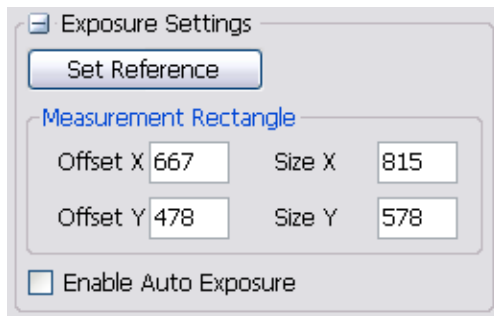 Exposure Settings
Set Reference
Measurement Rectangle
Offset X 667 Size X 815
Offset Y 478 Size Y 578
Enable Auto Exposure